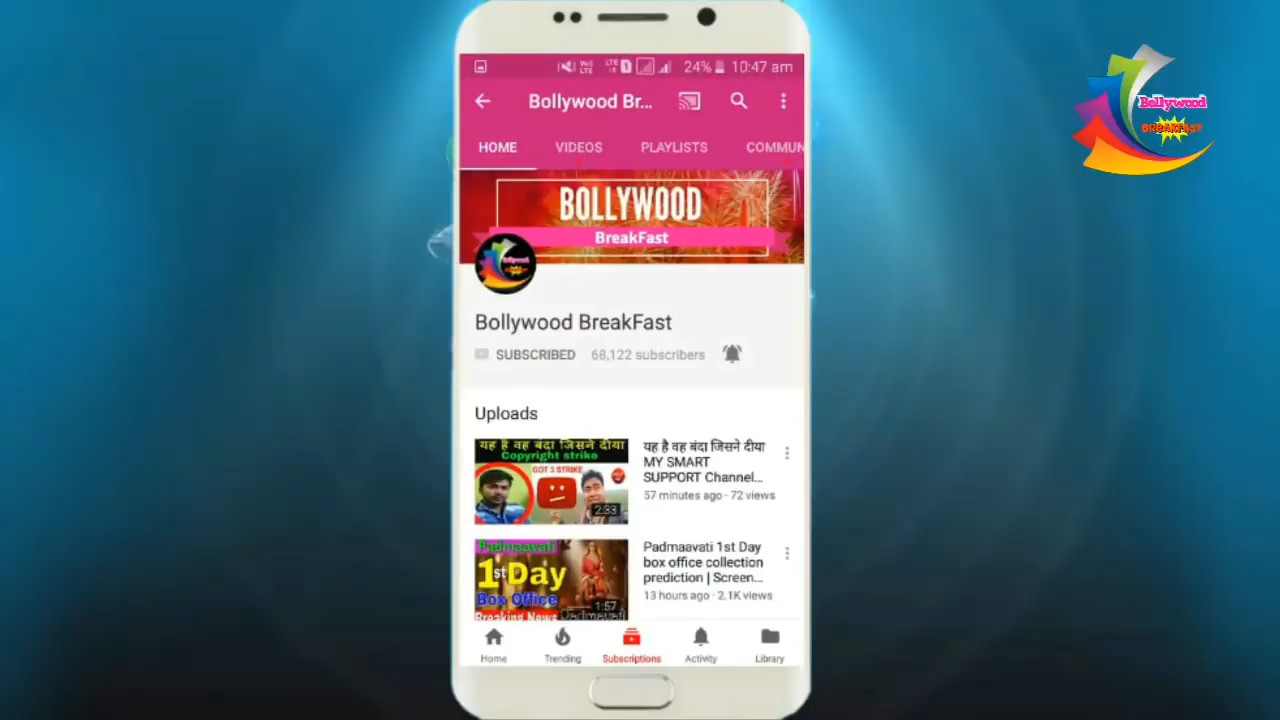 24% 10:47 am
Bollywood Br...
HOME VIDEOS PLAYLISTS COMMUN
BOLLYWOOD
BreakFast
Bollywood BreakFast
SUBSCRIBED 68,122 subscribers
Uploads
यह है वह बंदा जिसने दीया
Copyright strike
GOT 3 STRIKE
2:33
यह है वह बंदा जिसने दीया
MY SMART
SUPPORT Channel...
57 minutes ago · 72 views
Padmaavati
1st Day
Box Office
Breaking News
Padmavati
1:57
Padmaavati 1st Day
box office collection
prediction | Screen...
13 hours ago · 2.1K views
Home Trending Subscriptions Activity Library
Bollywood
BREAKFAST